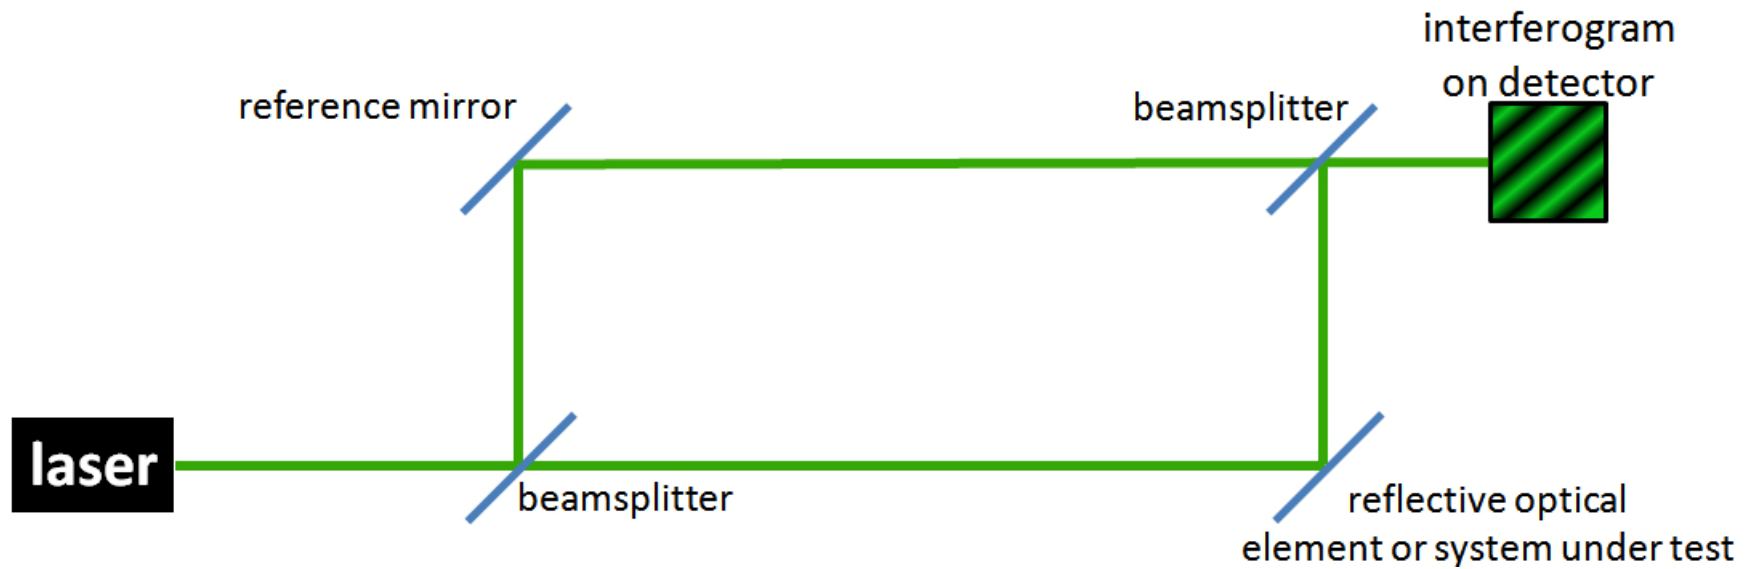 interferogram
on detector
reference mirror
beamsplitter
laser
beamsplitter
reflective optical
element or system under test